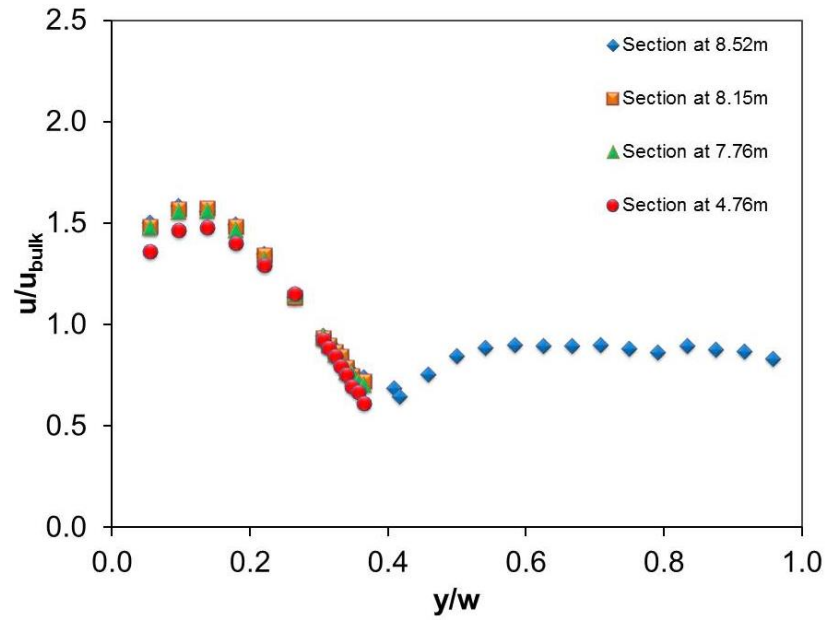 2.5
2.0
1.5
1.0
0.5
0.0
u/u_bulk
Section at 8.52m
Section at 8.15m
Section at 7.76m
Section at 4.76m
0.0 0.2 0.4 0.6 0.8 1.0
y/w